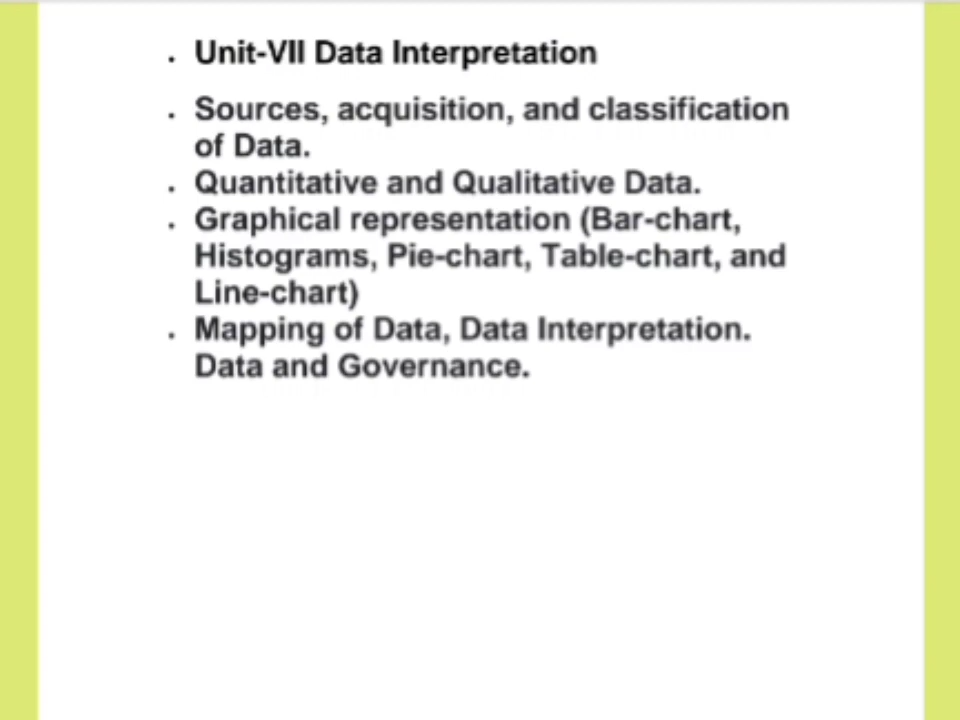 . Unit-VII Data Interpretation
. Sources, acquisition, and classification
of Data.
. Quantitative and Qualitative Data.
. Graphical representation (Bar-chart,
Histograms, Pie-chart, Table-chart, and
Line-chart)
. Mapping of Data, Data Interpretation.
Data and Governance.